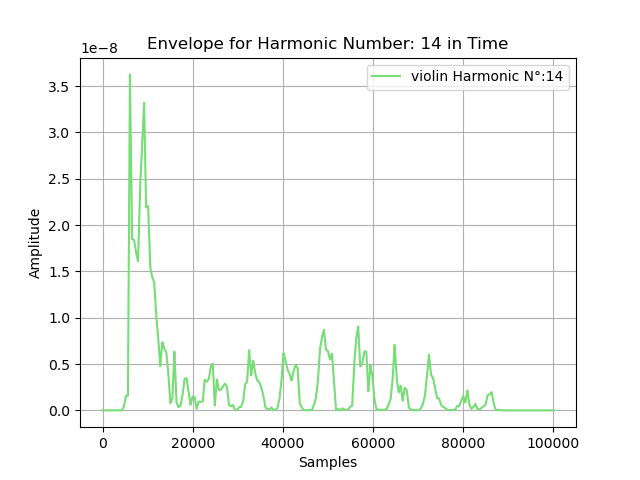 Envelope for Harmonic Number: 14 in Time
1e−8
violin Harmonic N°:14
3.5
3.0
2.5
2.0
1.5
1.0
0.5
0.0
Amplitude
0 20000 40000 60000 80000 100000
Samples